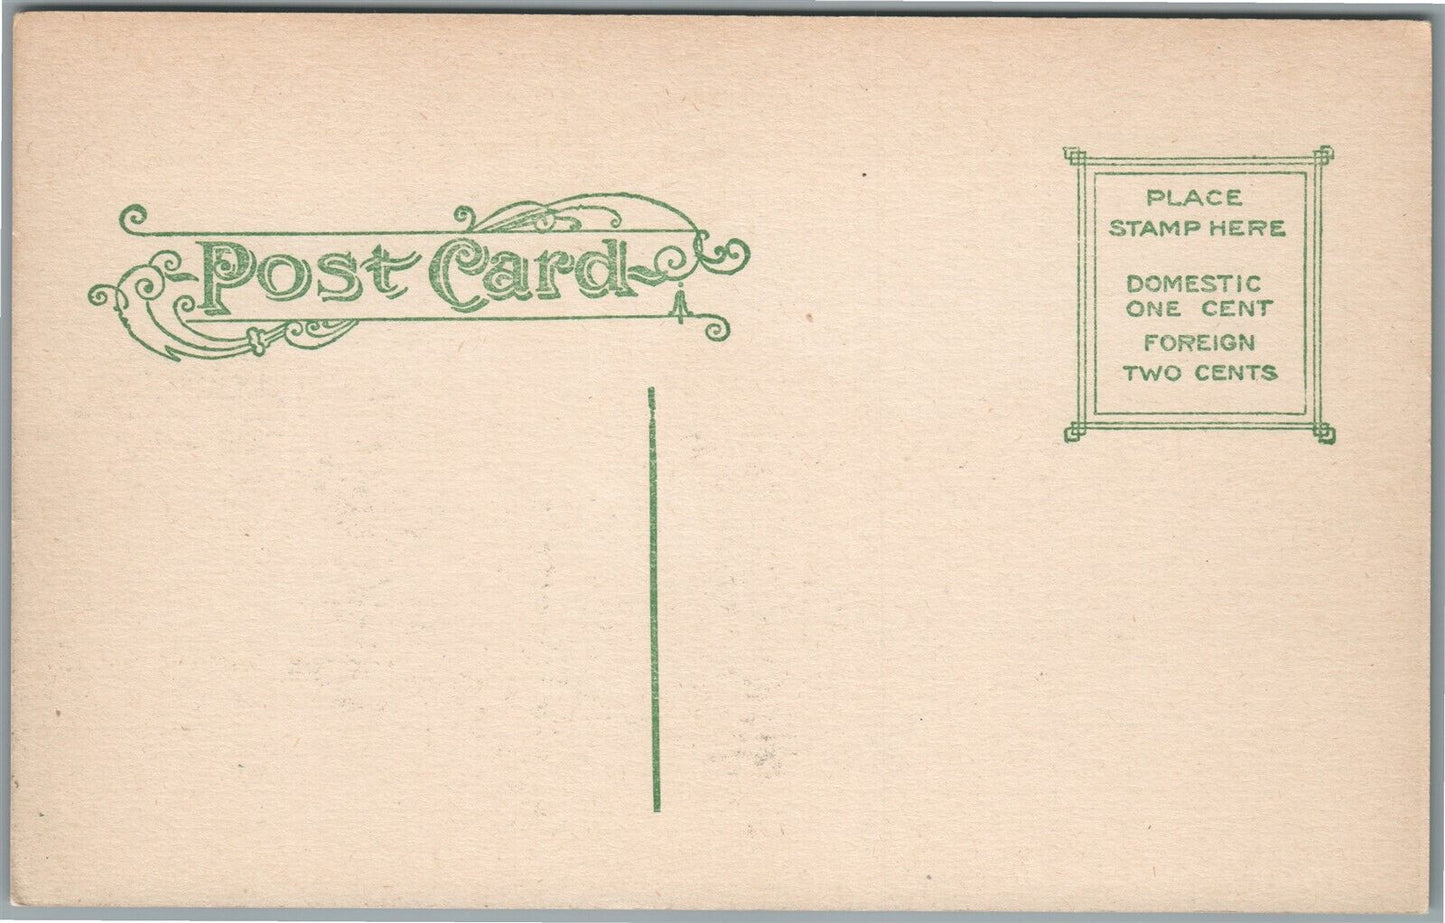 Post Card
PLACE
STAMP HERE
DOMESTIC
ONE CENT
FOREIGN
TWO CENTS